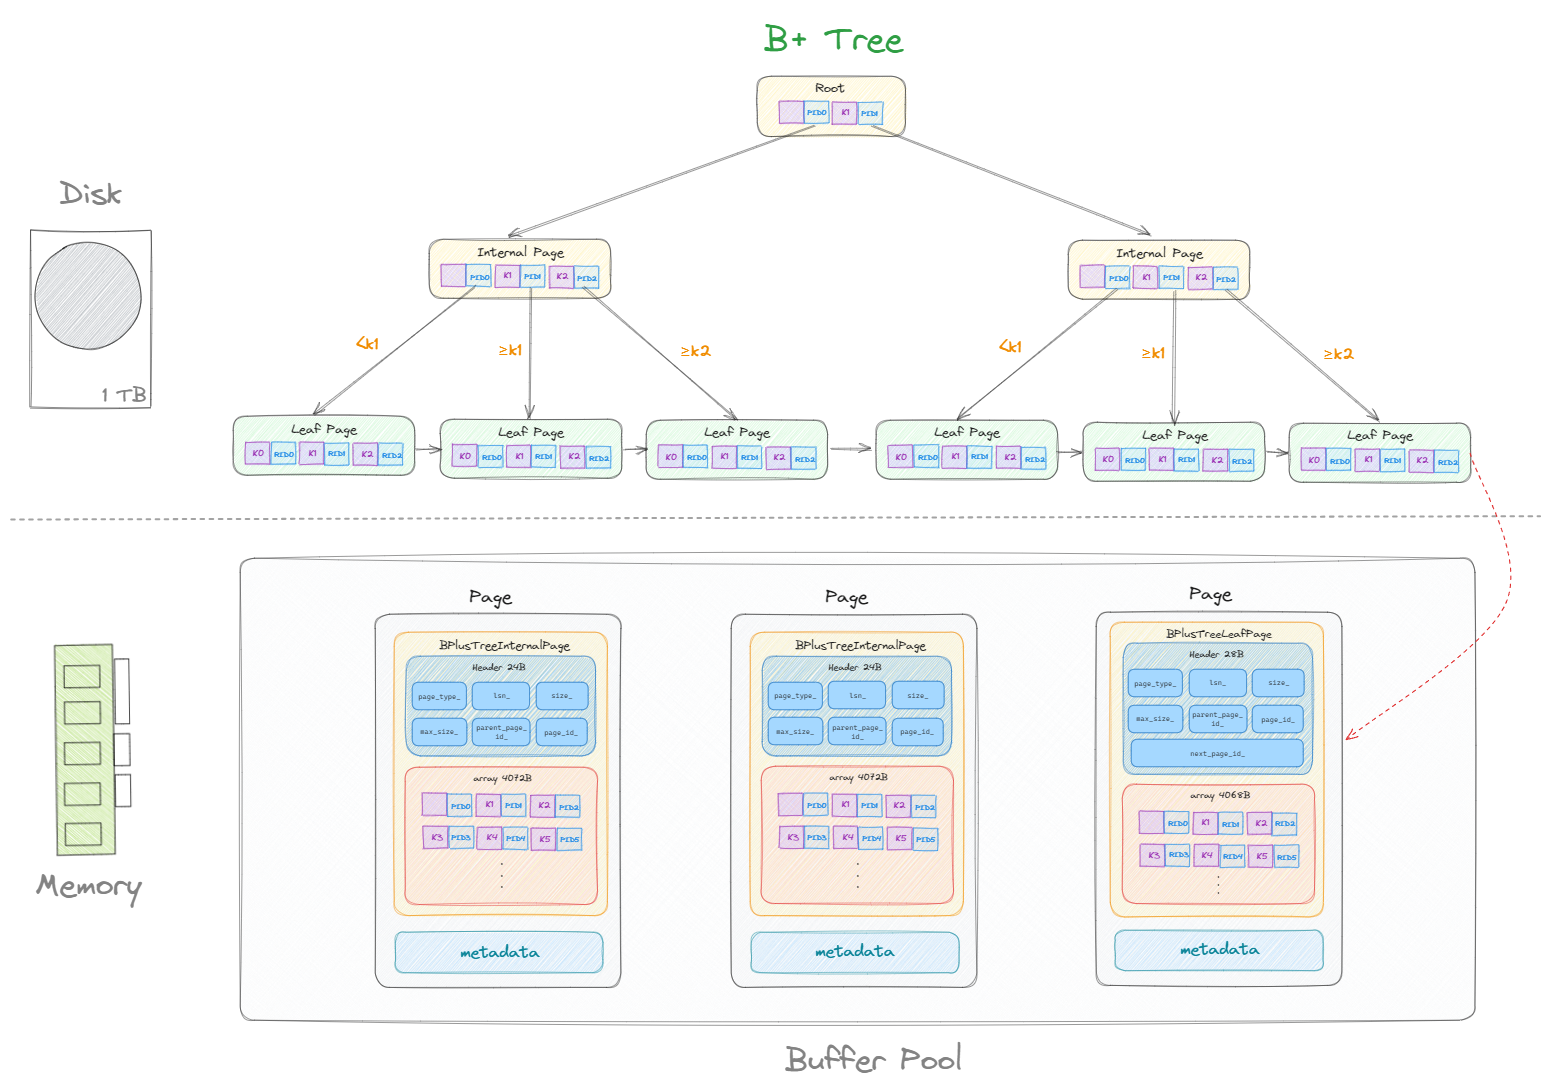 B+ Tree
Root
PID0 K1 PID1
Disk
1 TB
Internal Page
PID0 K1 PID1 K2 PID2
Internal Page
PID0 K1 PID1 K2 PID2
<k1
≥k1
≥k2
<k1
≥k1
≥k2
Leaf Page
K0 RID0 K1 RID1 K2 RID2
Leaf Page
K0 RID0 K1 RID1 K2 RID2
Leaf Page
K0 RID0 K1 RID1 K2 RID2
Leaf Page
K0 RID0 K1 RID1 K2 RID2
Leaf Page
K0 RID0 K1 RID1 K2 RID2
Leaf Page
K0 RID0 K1 RID1 K2 RID2
Memory
Page
BPlusTreeInternalPage
Header 24B
page_type_ lsn_ size_
max_size_ parent_page_
id_ page_id_
array 4072B
PID0 K1 PID1 K2 PID2
K3 PID3 K4 PID4 K5 PID5
metadata
Page
BPlusTreeInternalPage
Header 24B
page_type_ lsn_ size_
max_size_ parent_page_
id_ page_id_
array 4072B
PID0 K1 PID1 K2 PID2
K3 PID3 K4 PID4 K5 PID5
metadata
Page
BPlusTreeLeafPage
Header 28B
page_type_ lsn_ size_
max_size_ parent_page_
id_ page_id_
next_page_id_
array 4068B
RID0 K1 RID1 K2 RID2
K3 RID3 K4 RID4 K5 RID5
metadata
Buffer Pool